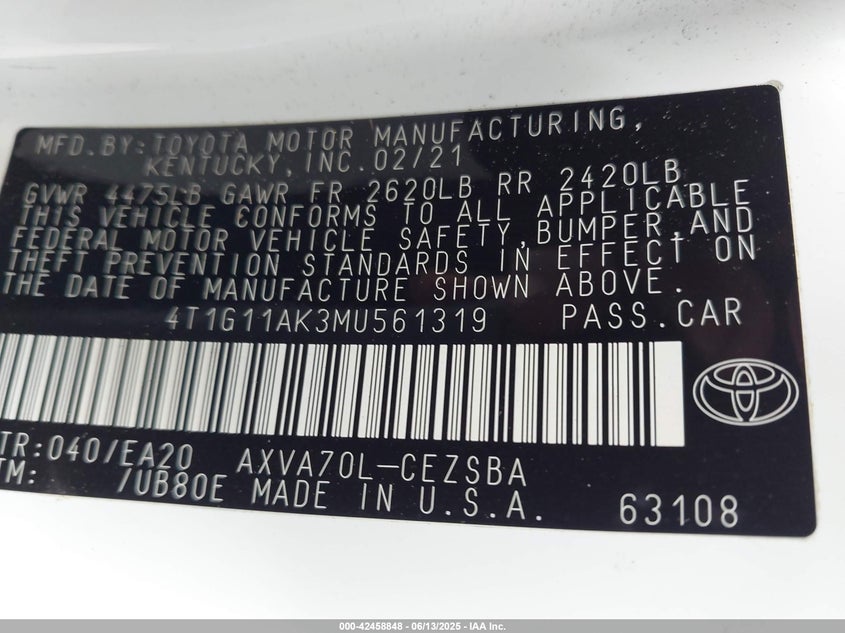 MFD.BY:TOYOTA MOTOR MANUFACTURING,
KENTUCKY,INC.02/21
GVWR 4475LB GAWR FR 2620LB RR 2420LB
THIS VEHICLE CONFORMS TO ALL APPLICABLE
FEDERAL MOTOR VEHICLE SAFETY,BUMPER,AND
THEFT PREVENTION STANDARDS IN EFFECT ON
THE DATE OF MANUFACTURE SHOWN ABOVE.
4T1G11AK3MU561319 PASS.CAR
TR:040/EA20 AXVA70L-CEZSBA
TM: /UB80E MADE IN U.S.A. 63108
000-42458848 - 06/13/2025 - IAA Inc.